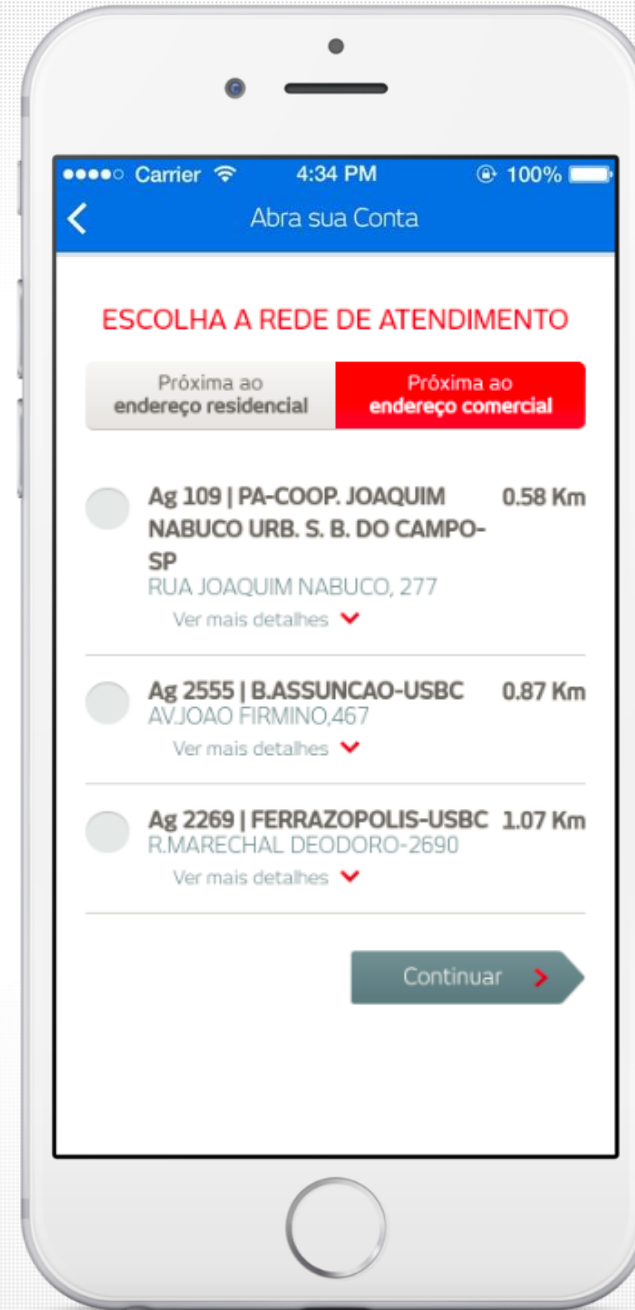 Carrier 4:34 PM 100%
Abra sua Conta
ESCOLHA A REDE DE ATENDIMENTO
Próxima ao
endereço residencial
Próxima ao
endereço comercial
Ag 109 | PA-COOP. JOAQUIM 0.58 Km
NABUCO URB. S. B. DO CAMPO-
SP
RUA JOAQUIM NABUCO, 277
Ver mais detalhes
Ag 2555 | B.ASSUNCAO-USBC 0.87 Km
AV.JOAO FIRMINO,467
Ver mais detalhes
Ag 2269 | FERRAZOPOLIS-USBC 1.07 Km
R.MARECHAL DEODORO-2690
Ver mais detalhes
Continuar